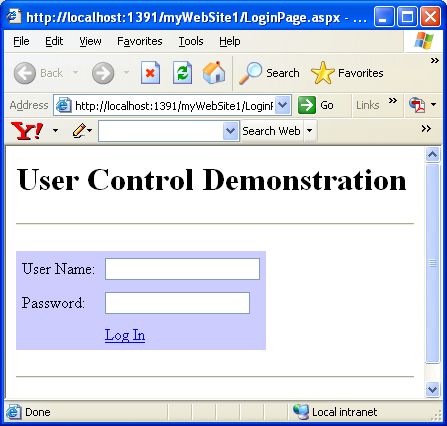 http://localhost:1391/myWebSite1/LoginPage.aspx - ...
File Edit View Favorites Tools Help
Back Search Favorites
Address http://localhost:1391/myWebSite1/LoginF Go Links
Y! Search Web
User Control Demonstration
User Name:
Password:
Log In
Done Local intranet